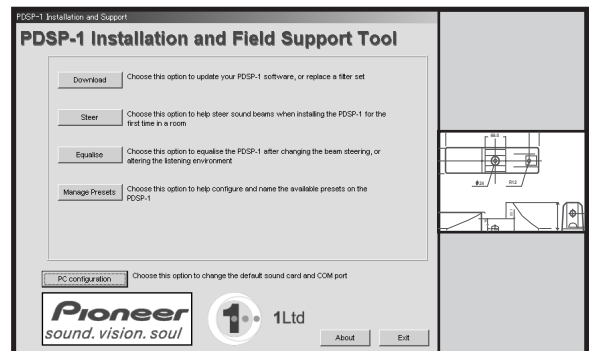 PDSP-1 Installation and Support
PDSP-1 Installation and Field Support Tool
Download
Choose this option to update your PDSP-1 software, or replace a filter set
Steer
Choose this option to help steer sound beams when installing the PDSP-1 for the
first time in a room
Equalise
Choose this option to equalise the PDSP-1 after changing the beam steering, or
altering the listening environment
Manage Presets
Choose this option to help configure and name the available presets on the
PDSP-1
PC configuration
Choose this option to change the default sound card and COM port
Pioneer
sound. vision. soul
1
1Ltd
About
Exit
R12